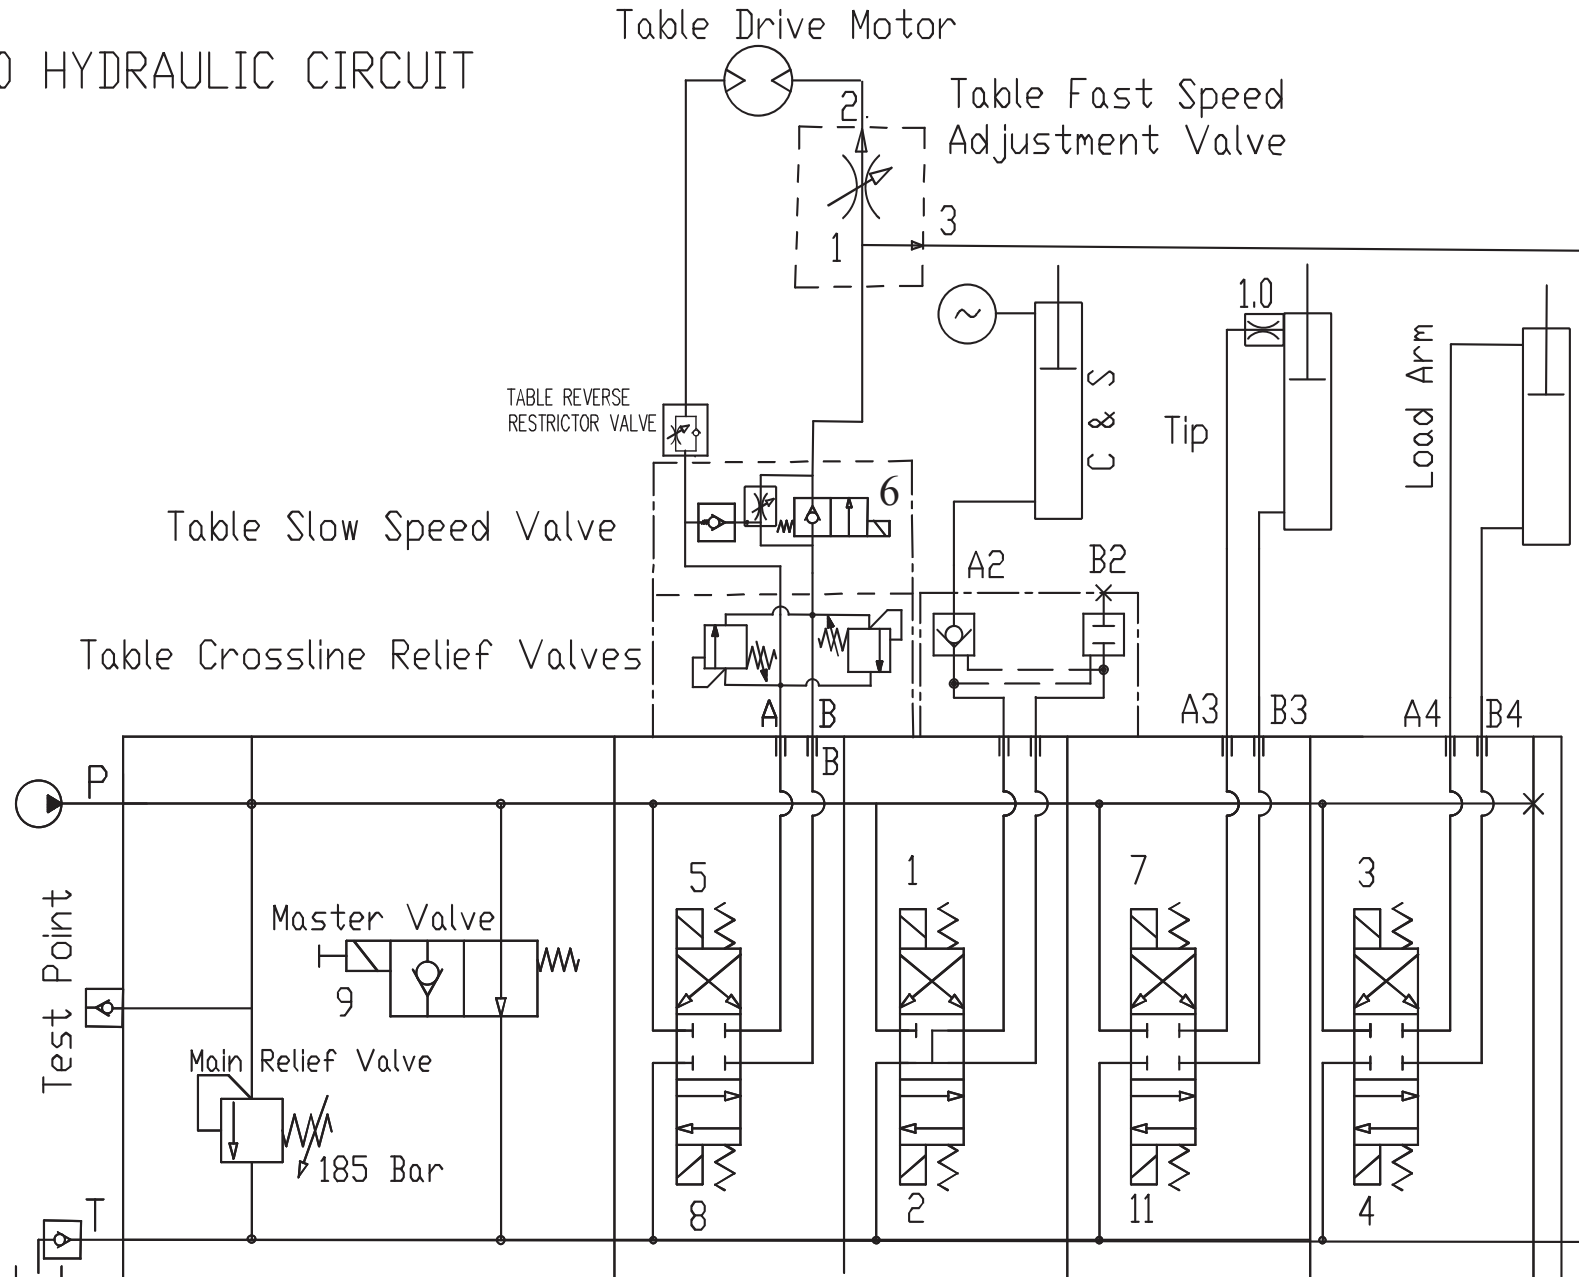 Table Drive Motor
HYDRAULIC CIRCUIT
2
Table Fast Speed
Adjustment Valve
3
1
1.0
TABLE REVERSE
RESTRICTOR VALVE
C & S
Tip
Load Arm
6
Table Slow Speed Valve
A2
B2
Table Crossline Relief Valves
A
B
A3
B3
A4
B4
B
P
5
1
7
3
Test Point
Master Valve
9
Main Relief Valve
185 Bar
T
8
2
11
4